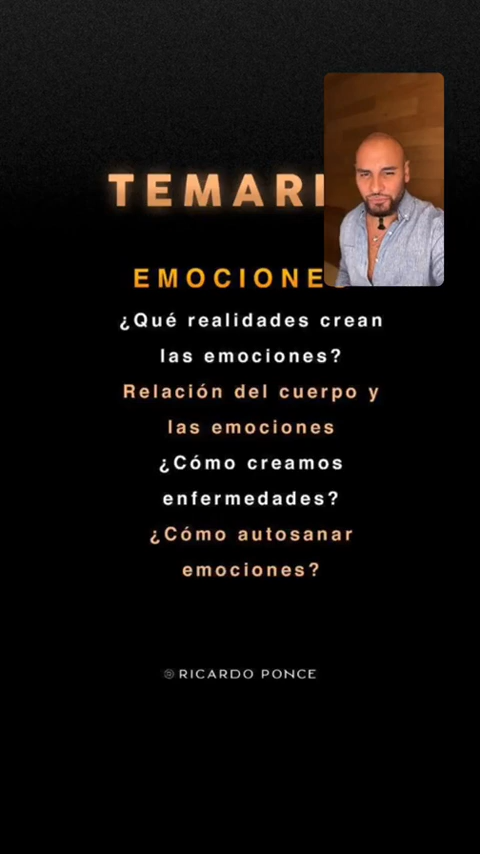 TEMARI
EMOCIONE
¿Qué realidades crean
las emociones?
Relación del cuerpo y
las emociones
¿Cómo creamos
enfermedades?
¿Cómo autosanar
emociones?
RICARDO PONCE